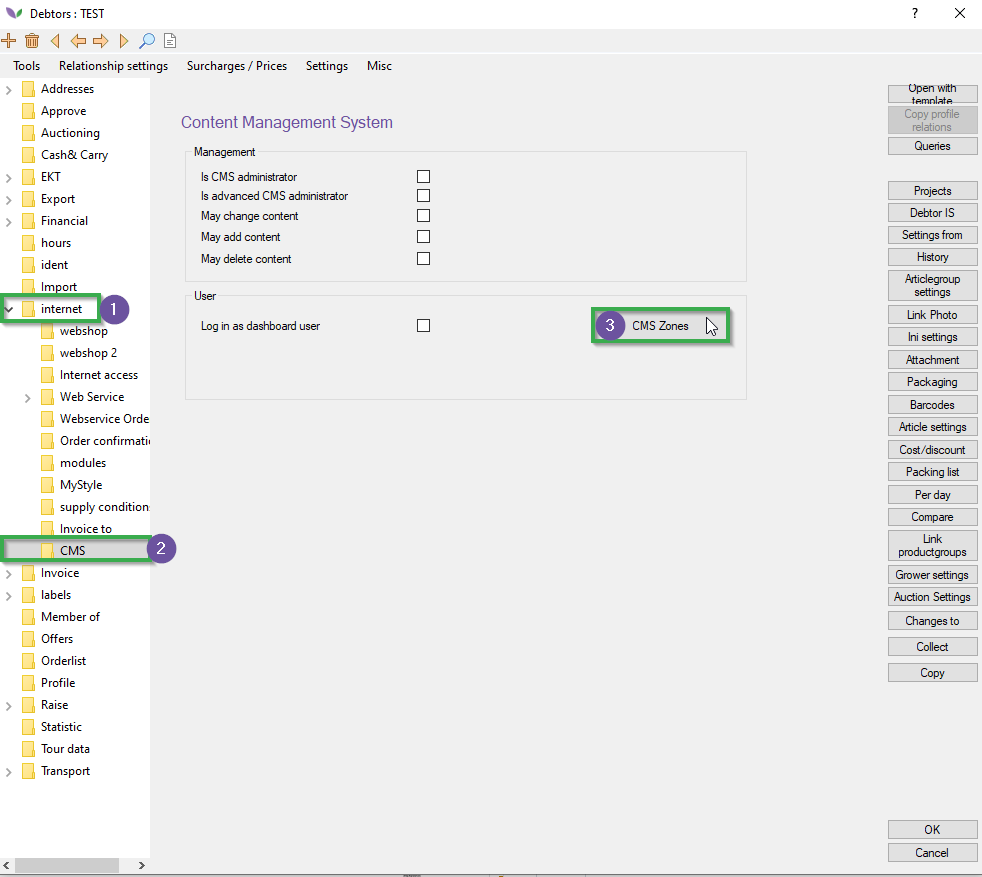 Debtors : TEST
?
Tools Relationship settings Surcharges / Prices Settings Misc
Addresses
Approve
Auctioning
Cash& Carry
EKT
Export
Financial
hours
ident
Import
internet 1
webshop
webshop 2
Internet access
Web Service
Webservice Orde
Order confirmatio
modules
MyStyle
supply condition
Invoice to
CMS 2
Invoice
labels
Member of
Offers
Orderlist
Profile
Raise
Statistic
Tour data
Transport
Content Management System
Management
Is CMS administrator
Is advanced CMS administrator
May change content
May add content
May delete content
User
Log in as dashboard user
3 CMS Zones
Open with
template
Copy profile
relations
Queries
Projects
Debtor IS
Settings from
History
Articlegroup
settings
Link Photo
Ini settings
Attachment
Packaging
Barcodes
Article settings
Cost/discount
Packing list
Per day
Compare
Link
productgroups
Grower settings
Auction Settings
Changes to
Collect
Copy
OK
Cancel